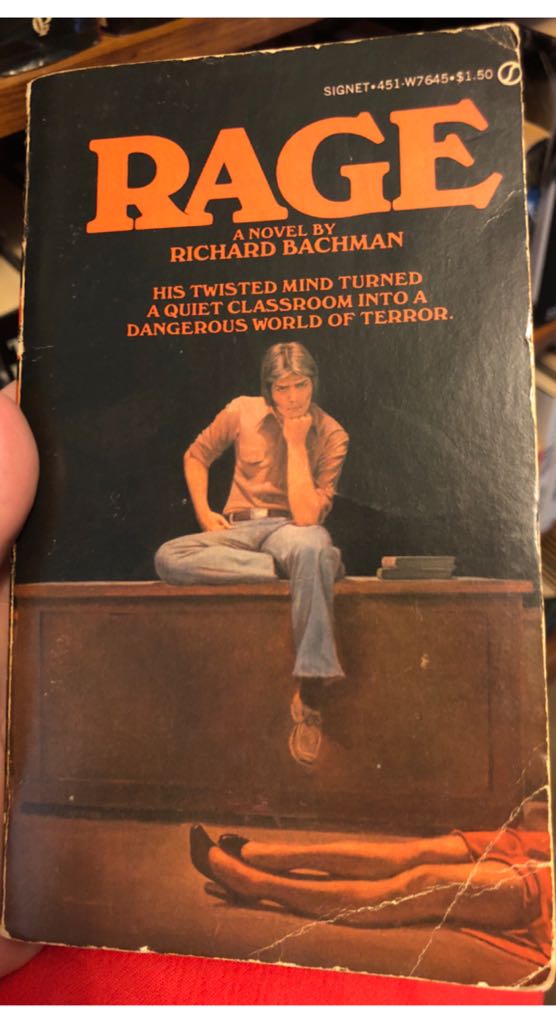 SIGNET•451-W7645•$1.50
RAGE
A NOVEL BY
RICHARD BACHMAN
HIS TWISTED MIND TURNED
A QUIET CLASSROOM INTO A
DANGEROUS WORLD OF TERROR.